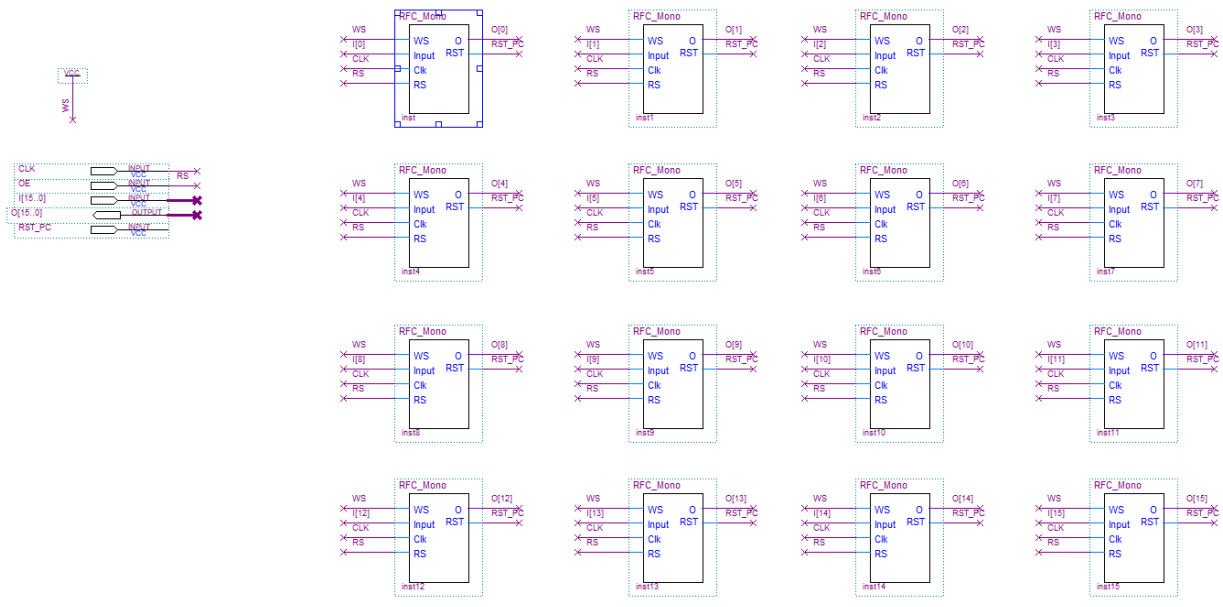 VCC
WS
CLK INPUT VCC RS
OE INPUT VCC
I[15..0] INPUT VCC
O[15..0] OUTPUT
RST_PC INPUT VCC
RFC_Mono
WS WS O O[0]
I[0] Input RST RST_PC
CLK Clk
RS RS
inst
RFC_Mono
WS WS O O[1]
I[1] Input RST RST_PC
CLK Clk
RS RS
inst1
RFC_Mono
WS WS O O[2]
I[2] Input RST RST_PC
CLK Clk
RS RS
inst2
RFC_Mono
WS WS O O[3]
I[3] Input RST RST_PC
CLK Clk
RS RS
inst3
RFC_Mono
WS WS O O[4]
I[4] Input RST RST_PC
CLK Clk
RS RS
inst4
RFC_Mono
WS WS O O[5]
I[5] Input RST RST_PC
CLK Clk
RS RS
inst5
RFC_Mono
WS WS O O[6]
I[6] Input RST RST_PC
CLK Clk
RS RS
inst6
RFC_Mono
WS WS O O[7]
I[7] Input RST RST_PC
CLK Clk
RS RS
inst7
RFC_Mono
WS WS O O[8]
I[8] Input RST RST_PC
CLK Clk
RS RS
inst8
RFC_Mono
WS WS O O[9]
I[9] Input RST RST_PC
CLK Clk
RS RS
inst9
RFC_Mono
WS WS O O[10]
I[10] Input RST RST_PC
CLK Clk
RS RS
inst10
RFC_Mono
WS WS O O[11]
I[11] Input RST RST_PC
CLK Clk
RS RS
inst11
RFC_Mono
WS WS O O[12]
I[12] Input RST RST_PC
CLK Clk
RS RS
inst12
RFC_Mono
WS WS O O[13]
I[13] Input RST RST_PC
CLK Clk
RS RS
inst13
RFC_Mono
WS WS O O[14]
I[14] Input RST RST_PC
CLK Clk
RS RS
inst14
RFC_Mono
WS WS O O[15]
I[15] Input RST RST_PC
CLK Clk
RS RS
inst15